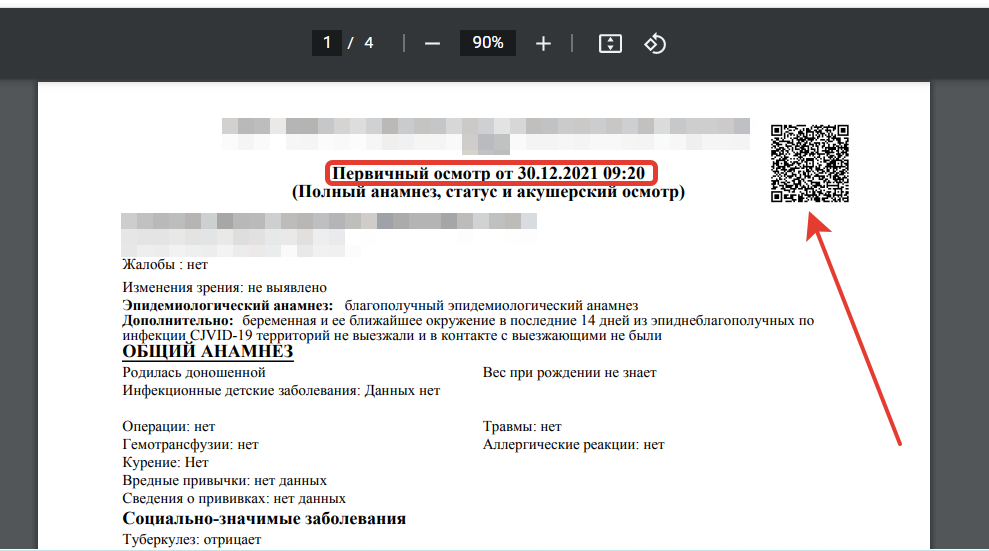 1 / 4 90%
Первичный осмотр от 30.12.2021 09:20
(Полный анамнез, статус и акушерский осмотр)
Жалобы : нет
Изменения зрения: не выявлено
Эпидемиологический анамнез: благополучный эпидемиологический анамнез
Дополнительно: беременная и ее ближайшее окружение в последние 14 дней из эпиднеблагополучных по
инфекции CJVID-19 территорий не выезжали и в контакте с выезжающими не были
ОБЩИЙ АНАМНЕЗ
Родилась доношенной Вес при рождении не знает
Инфекционные детские заболевания: Данных нет
Операции: нет Травмы: нет
Гемотрансфузии: нет Аллергические реакции: нет
Курение: Нет
Вредные привычки: нет данных
Сведения о прививках: нет данных
Социально-значимые заболевания
Туберкулез: отрицает